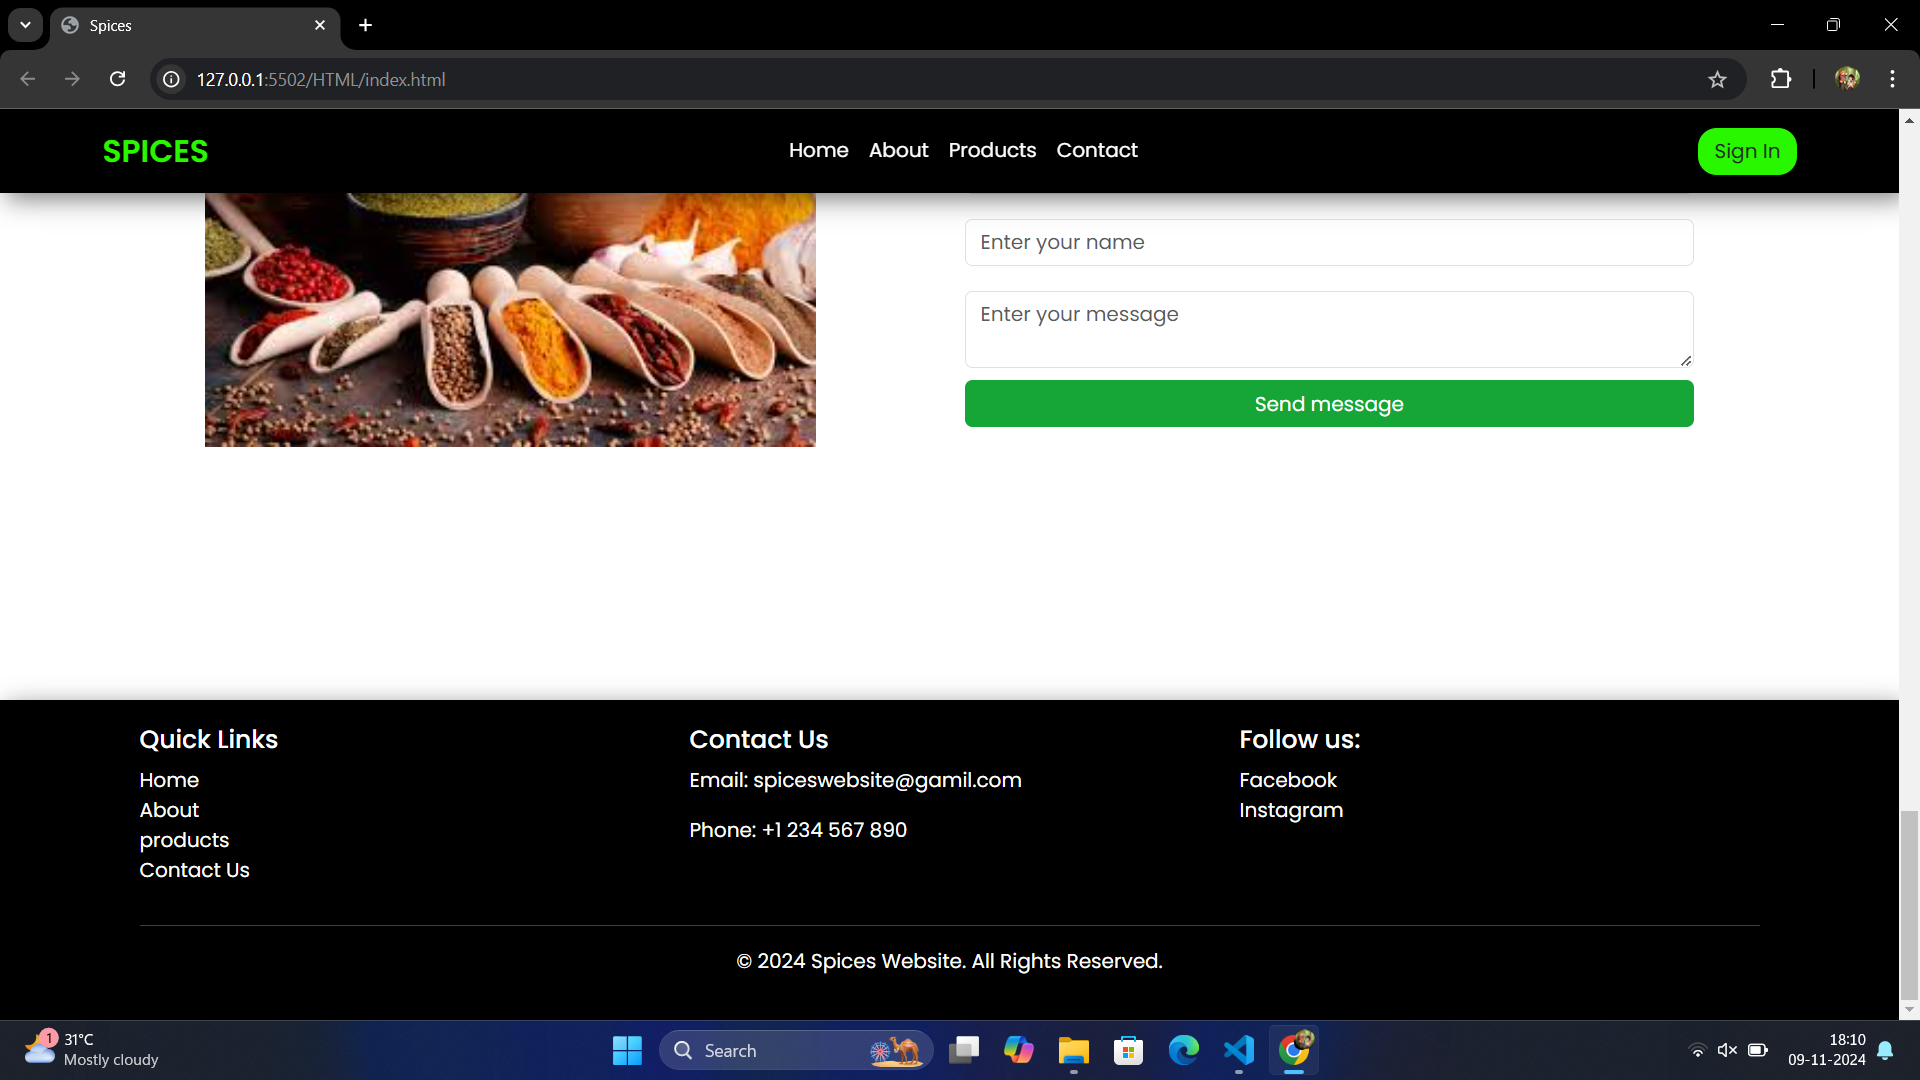 Spices
127.0.0.1:5502/HTML/index.html
SPICES
Home About Products Contact
Sign In
Enter your name
Enter your message
Send message
Quick Links
Home
About
products
Contact Us
Contact Us
Email: spiceswebsite@gamil.com
Phone: +1 234 567 890
Follow us:
Facebook
Instagram
© 2024 Spices Website. All Rights Reserved.
1
31°C
Mostly cloudy
Search
18:10
09-11-2024